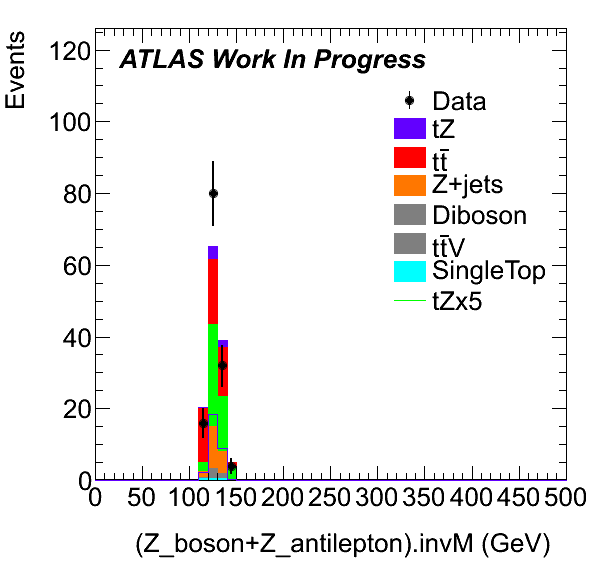 Events
120
100
80
60
40
20
0
ATLAS Work In Progress
Data
tZ
tt̄
Z+jets
Diboson
tt̄V
SingleTop
tZx5
0 50 100 150 200 250 300 350 400 450 500
(Z_boson+Z_antilepton).invM (GeV)